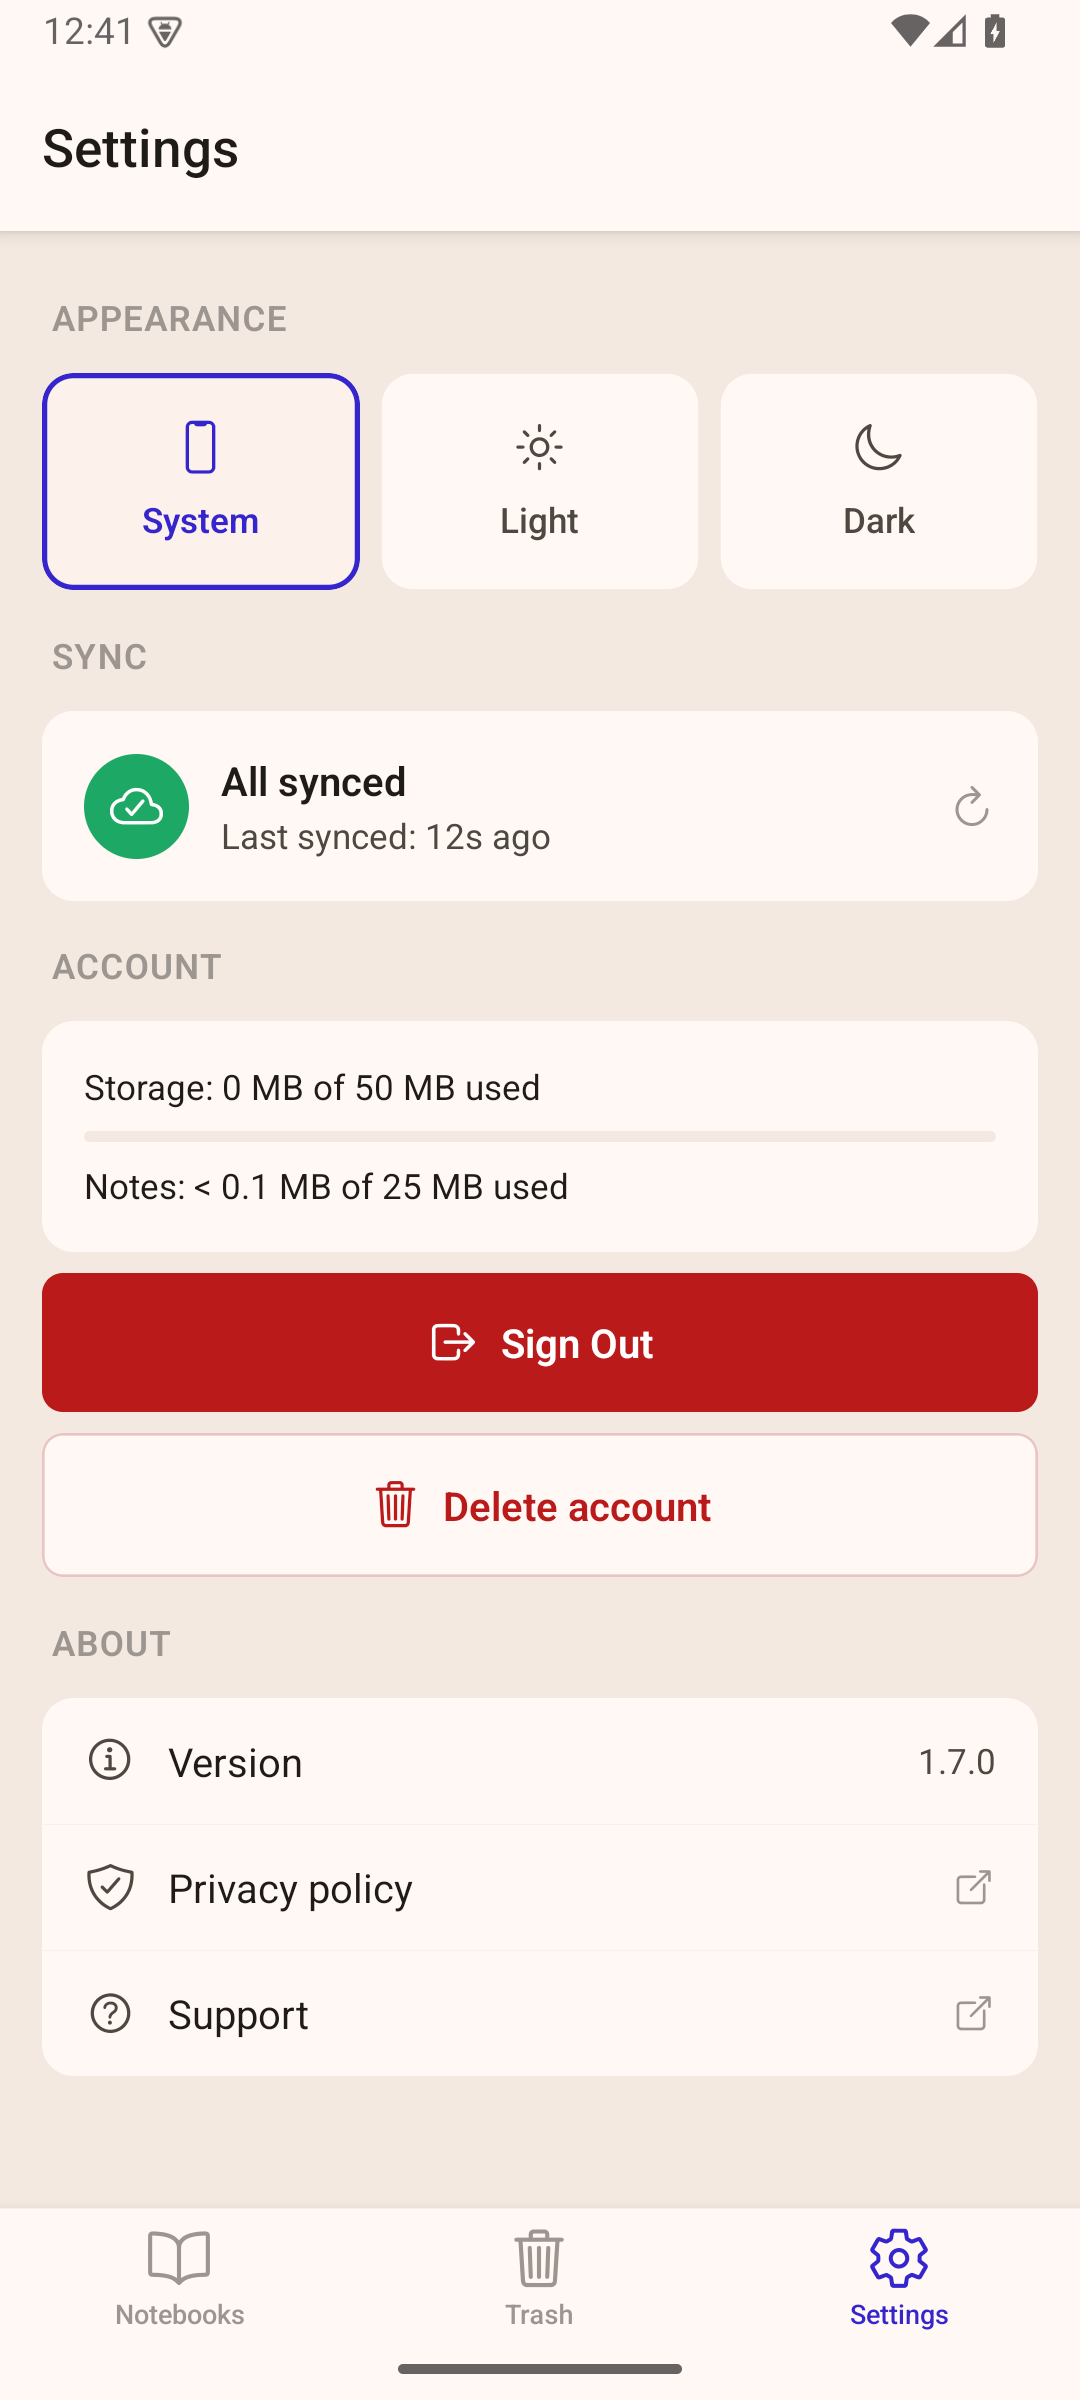 12:41
Settings
APPEARANCE
System
Light
Dark
SYNC
All synced
Last synced: 12s ago
ACCOUNT
Storage: 0 MB of 50 MB used
Notes: < 0.1 MB of 25 MB used
Sign Out
Delete account
ABOUT
Version
1.7.0
Privacy policy
Support
Notebooks
Trash
Settings